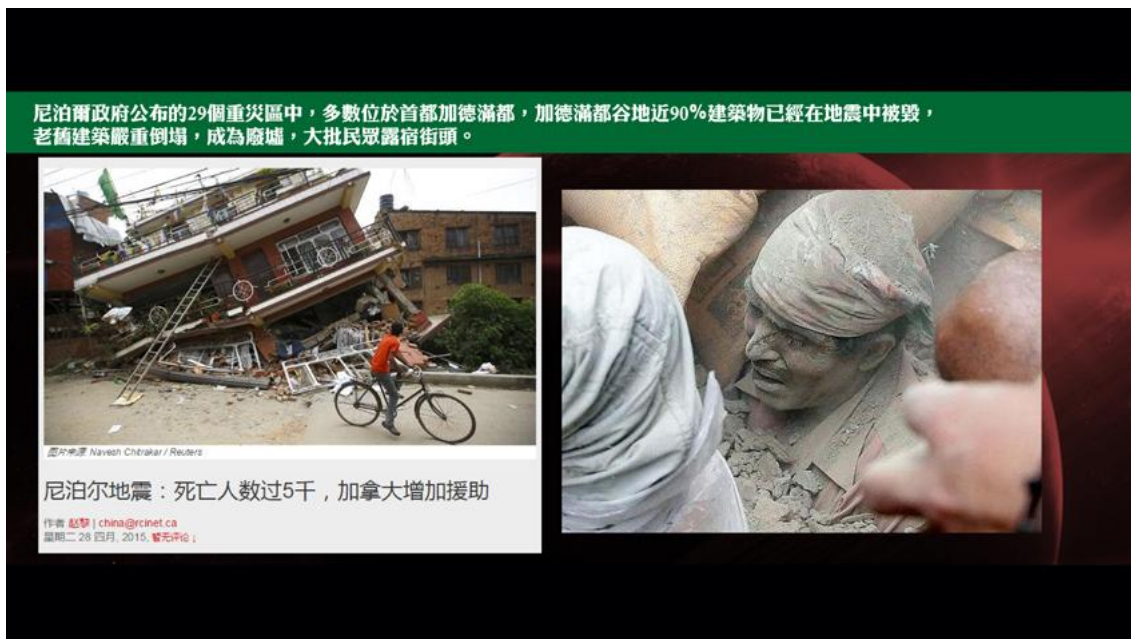 尼泊爾政府公布的29個重災區中，多數位於首都加德滿都，加德滿都谷地近90%建築物已經在地震中被毀，
老舊建築嚴重倒塌，成為廢墟，大批民眾露宿街頭。
图片来源 Navesh Chitrakar / Reuters
尼泊尔地震：死亡人数过5千，加拿大增加援助
作者 赵黎 | china@rcinet.ca
星期二 28 四月, 2015, 暂无评论 ↓